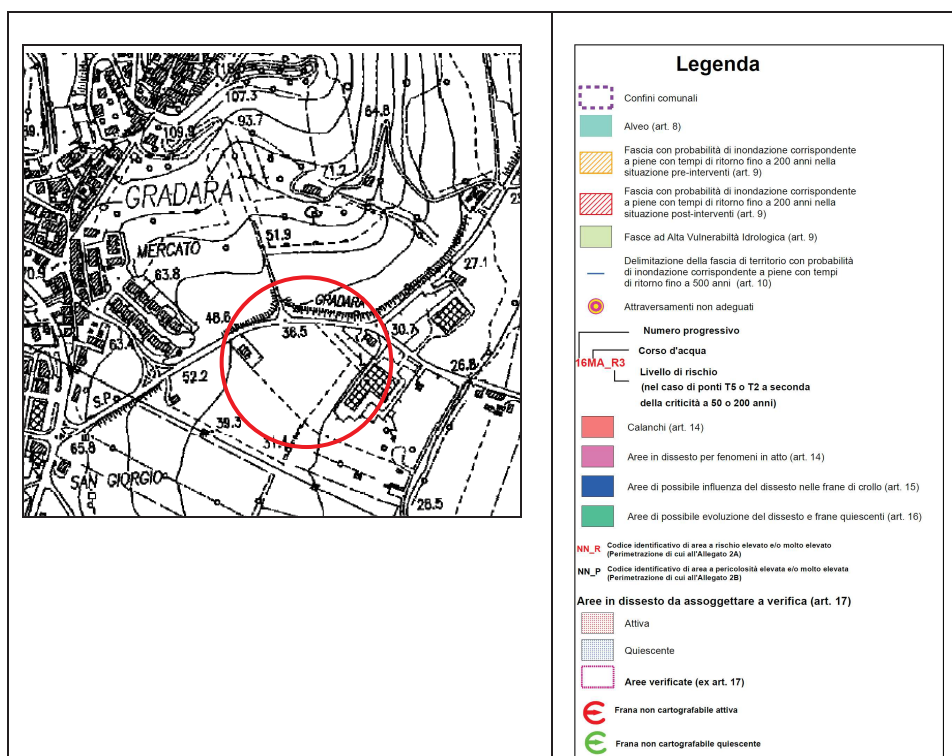 107.3
93.7
109.9
64.8
71.2
GRADARA
51.9
MERCATO
27.1
63.8
GRADARA
48.6
36.5
30.7
63.4
26.8
52.2
S.P.
39.3
65.8
SAN GIORGIO
28.5
Legenda
Confini comunali
Alveo (art. 8)
Fascia con probabilità di inondazione corrispondente
a piene con tempi di ritorno fino a 200 anni nella
situazione pre-interventi (art. 9)
Fascia con probabilità di inondazione corrispondente
a piene con tempi di ritorno fino a 200 anni nella
situazione post-interventi (art. 9)
Fasce ad Alta Vulnerabiltà Idrologica (art. 9)
Delimitazione della fascia di territorio con probabilità
di inondazione corrispondente a piene con tempi
di ritorno fino a 500 anni (art. 10)
Attraversamenti non adeguati
Numero progressivo
Corso d'acqua
16MA_R3
Livello di rischio
(nel caso di ponti T5 o T2 a seconda
della criticità a 50 o 200 anni)
Calanchi (art. 14)
Aree in dissesto per fenomeni in atto (art. 14)
Aree di possibile influenza del dissesto nelle frane di crollo (art. 15)
Aree di possibile evoluzione del dissesto e frane quiescenti (art. 16)
NN_R Codice identificativo di area a rischio elevato e/o molto elevato
(Perimetrazione di cui all'Allegato 2A)
NN_P Codice identificativo di area a pericolosità elevata e/o molto elevata
(Perimetrazione di cui all'Allegato 2B)
Aree in dissesto da assoggettare a verifica (art. 17)
Attiva
Quiescente
Aree verificate (ex art. 17)
Frana non cartografabile attiva
Frana non cartografabile quiescente